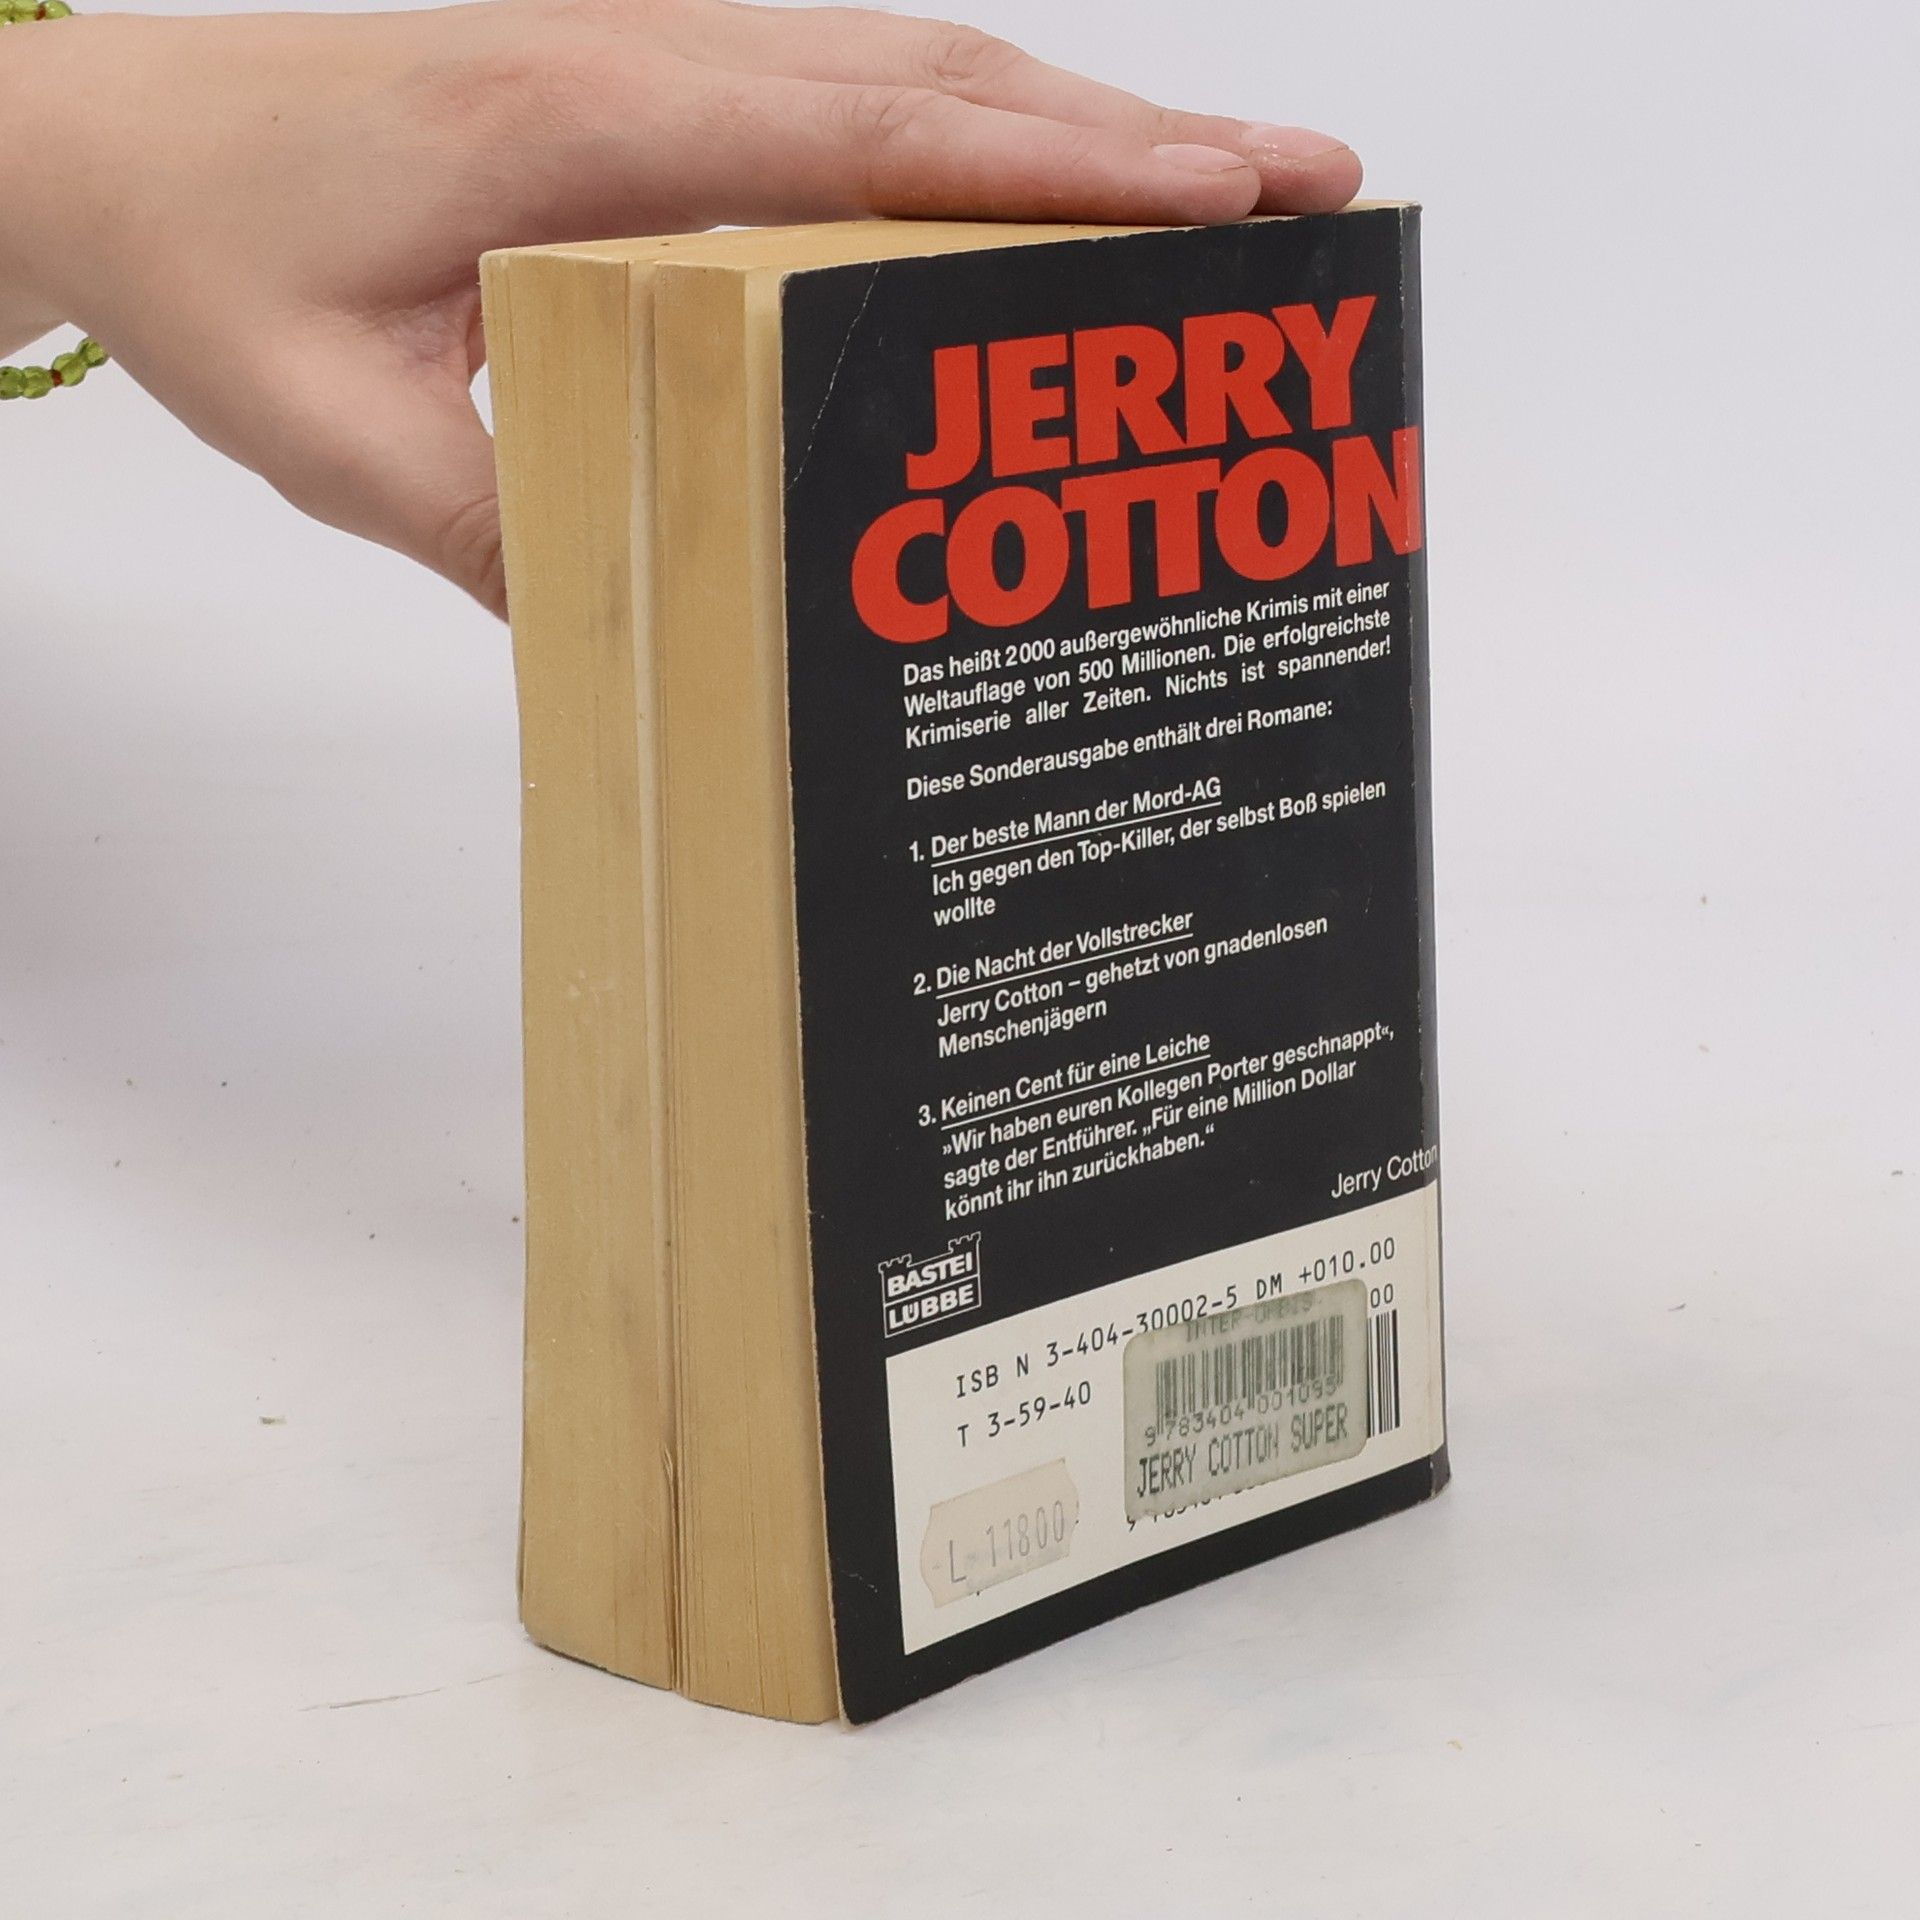 JERRY
COTTON
Das heißt 2000 außergewöhnliche Krimis mit einer
Weltauflage von 500 Millionen. Die erfolgreichste
Krimiserie aller Zeiten. Nichts ist spannender!
Diese Sonderausgabe enthält drei Romane:
1. Der beste Mann der Mord-AG
Ich gegen den Top-Killer, der selbst Boß spielen
wollte
2. Die Nacht der Vollstrecker
Jerry Cotton – gehetzt von gnadenlosen
Menschenjägern
3. Keinen Cent für eine Leiche
»Wir haben euren Kollegen Porter geschnappt“,
sagte der Entführer. „Für eine Million Dollar
könnt ihr ihn zurückhaben.“
Jerry Cotton
BASTEI
LÜBBE
ISB N 3-404-30002-5 DM +010.00
00
T 3-59-40
9 783404 001095
JERRY COTTON SUPER
L 11800